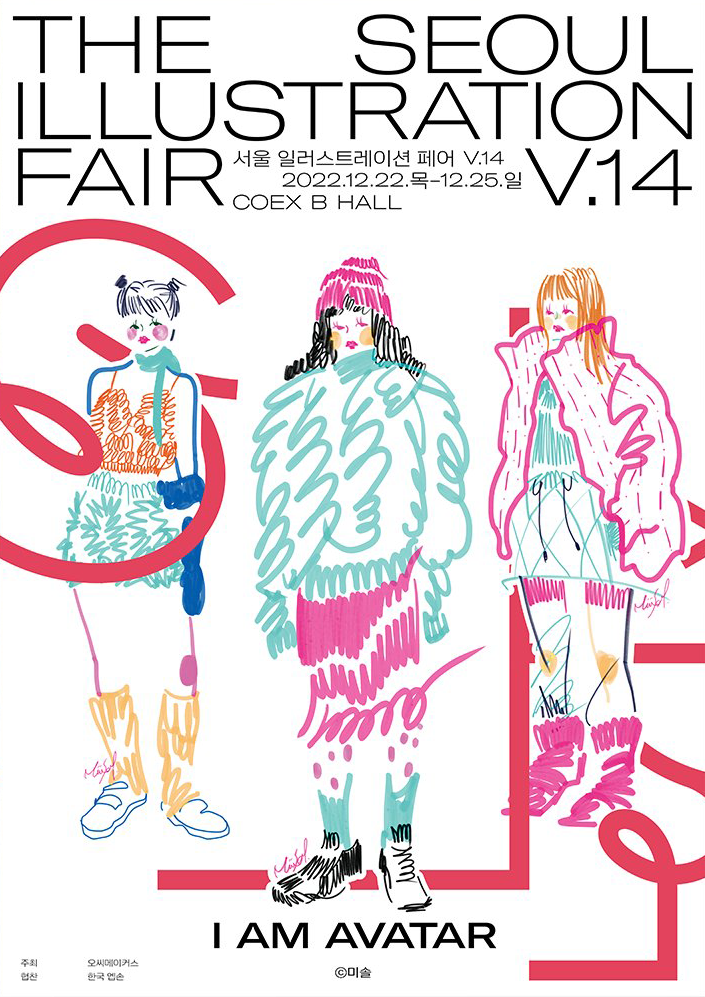 THE SEOUL
ILLUSTRATION
FAIR V.14
서울 일러스트레이션 페어 V.14
2022.12.22.목–12.25.일
COEX B HALL
I AM AVATAR
주최 오씨메이커스
협찬 한국 엡손
©미솔